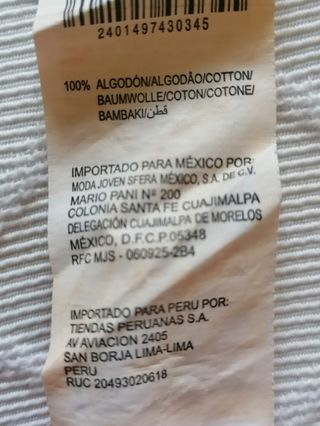 2401497430345
100% ALGODÓN/ALGODÂO/COTTON/
BAUMWOLLE/COTON/COTONE/
BAMBAKI/قطن
IMPORTADO PARA MÉXICO POR:
MODA JOVEN SFERA MÉXICO, S.A. DE C.V.
MARIO PANI Nº 200
COLONIA SANTA FE CUAJIMALPA
DELEGACIÓN CUAJIMALPA DE MORELOS
MÉXICO, D.F.C.P.05348
RFC MJS - 060925-2B4
IMPORTADO PARA PERU POR:
TIENDAS PERUANAS S.A.
AV AVIACION 2405
SAN BORJA LIMA-LIMA
PERU
RUC 20493020618